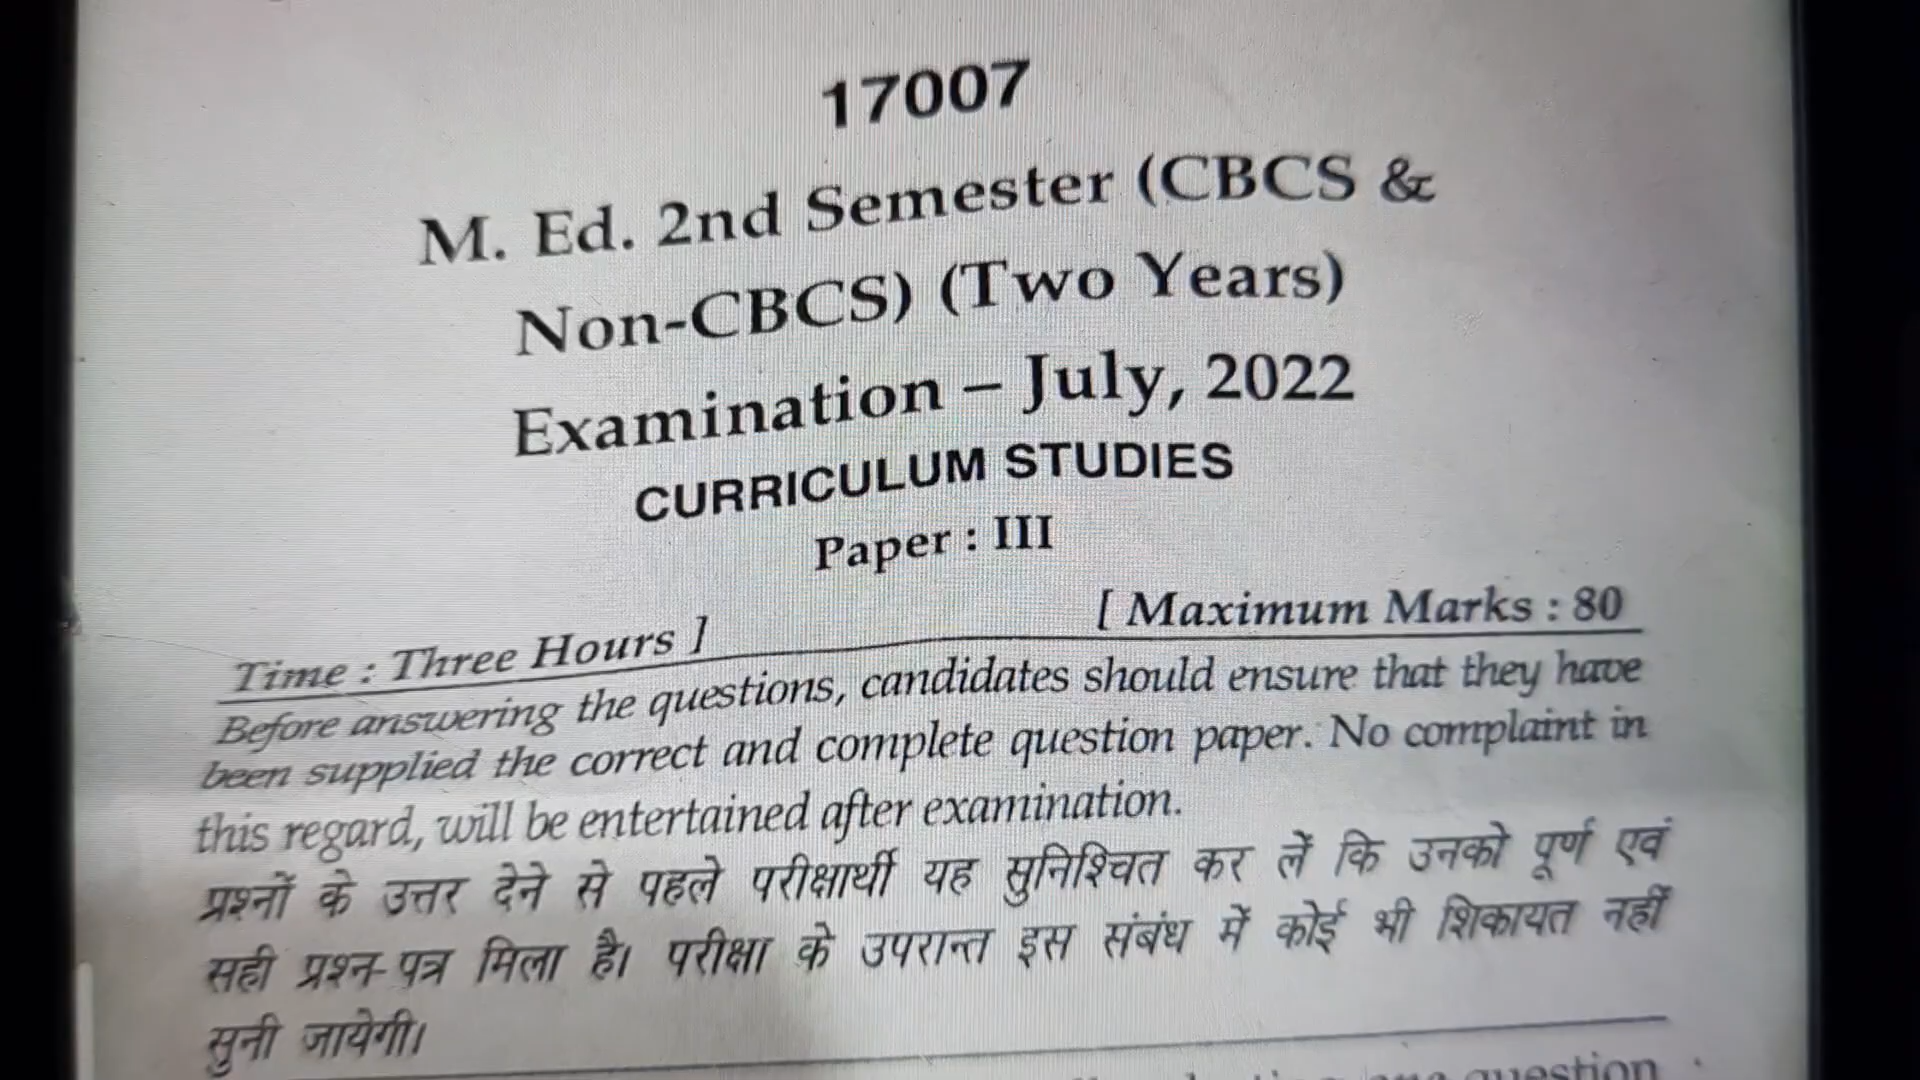 17007
M. Ed. 2nd Semester (CBCS &
Non-CBCS) (Two Years)
Examination – July, 2022
CURRICULUM STUDIES
Paper : III
Time : Three Hours ] [ Maximum Marks : 80
Before answering the questions, candidates should ensure that they have
been supplied the correct and complete question paper. No complaint in
this regard, will be entertained after examination.
प्रश्नों के उत्तर देने से पहले परीक्षार्थी यह सुनिश्चित कर लें कि उनको पूर्ण एवं
सही प्रश्न-पत्र मिला है। परीक्षा के उपरान्त इस संबंध में कोई भी शिकायत नहीं
सुनी जायेगी।
question